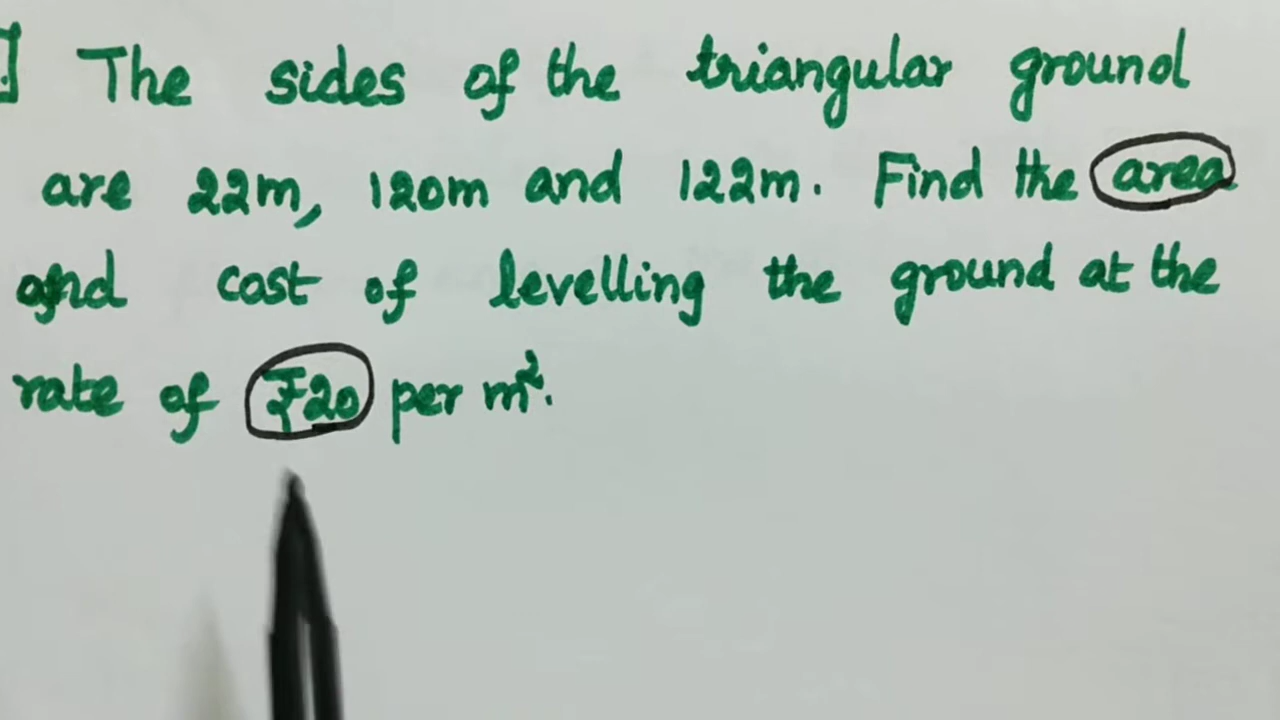 ] The sides of the triangular ground
are 22m, 120m and 122m. Find the area
and cost of levelling the ground at the
rate of ₹20 per m².